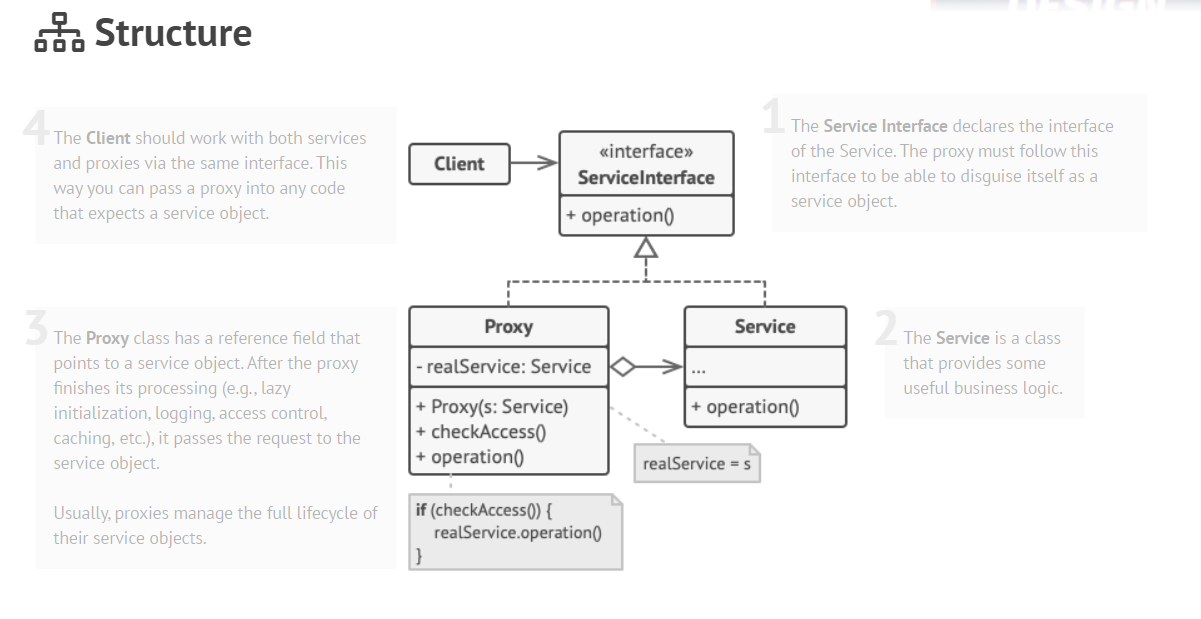 DESIGN
Structure
4
The Client should work with both services
and proxies via the same interface. This
way you can pass a proxy into any code
that expects a service object.
Client
«interface»
ServiceInterface
+ operation()
1
The Service Interface declares the interface
of the Service. The proxy must follow this
interface to be able to disguise itself as a
service object.
3
The Proxy class has a reference field that
points to a service object. After the proxy
finishes its processing (e.g., lazy
initialization, logging, access control,
caching, etc.), it passes the request to the
service object.
Usually, proxies manage the full lifecycle of
their service objects.
Proxy
- realService: Service
+ Proxy(s: Service)
+ checkAccess()
+ operation()
Service
...
+ operation()
2
The Service is a class
that provides some
useful business logic.
realService = s
if (checkAccess()) {
realService.operation()
}